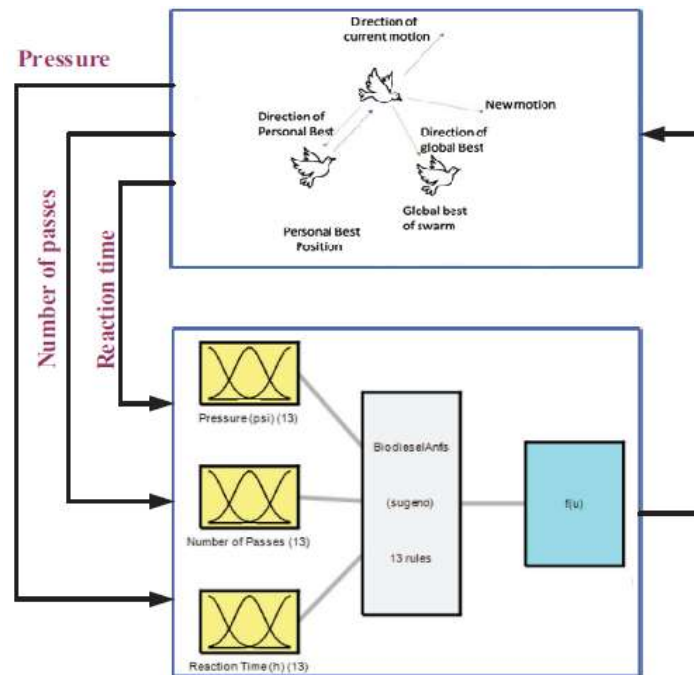 Pressure
Number of passes
Reaction time
Direction of
current motion
New motion
Direction of
Personal Best
Direction of
global Best
Personal Best
Position
Global best
of swarm
Pressure (psi) (13)
Number of Passes (13)
Reaction Time (h) (13)
BiodieselAnfis
(sugeno)
13 rules
f(u)